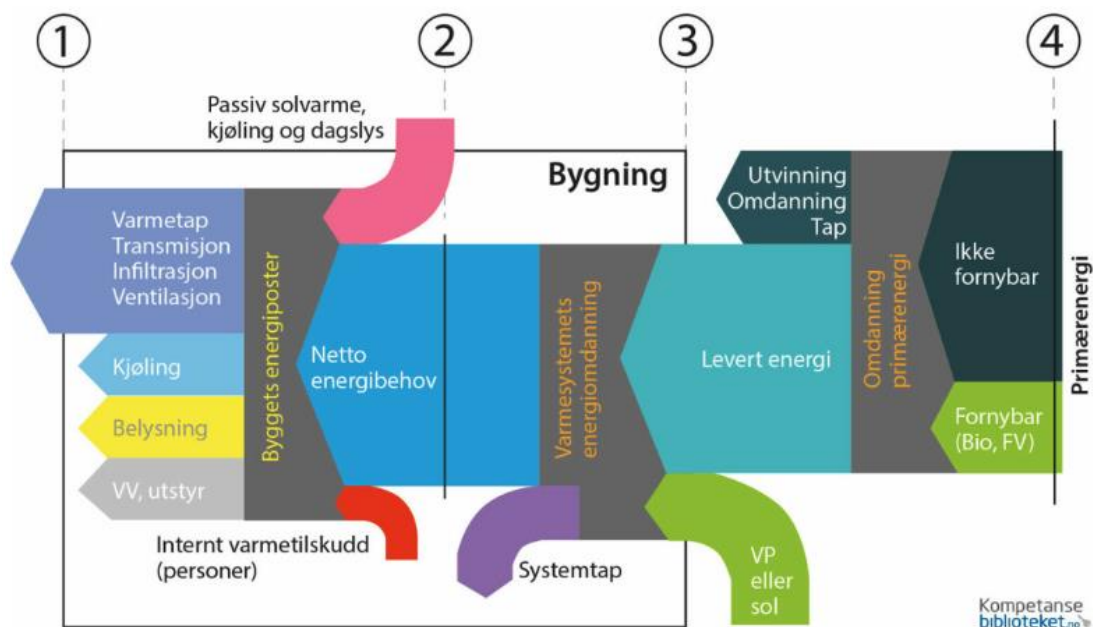 1
2
3
4
Passiv solvarme,
kjøling og dagslys
Bygning
Varmetap
Transmisjon
Infiltrasjon
Ventilasjon
Kjøling
Belysning
VV, utstyr
Byggets energiposter
Netto
energibehov
Internt varmetilskudd
(personer)
Varmesystemets
energiomdanning
Systemtap
Levert energi
VP
eller
sol
Utvinning
Omdanning
Tap
Omdanning
primærenergi
Ikke
fornybar
Fornybar
(Bio, FV)
Primærenergi
Kompetanse
biblioteket.no